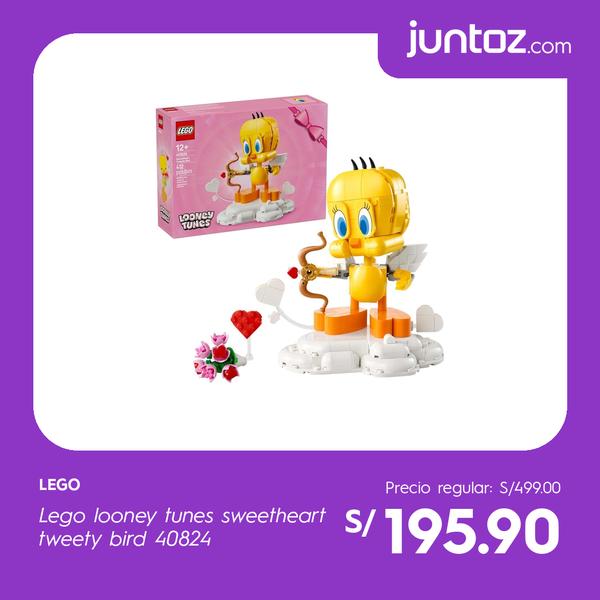 juntoz.com
LEGO
12+
LOONEY
TUNES
LEGO
Precio regular: S/499.00
Lego looney tunes sweetheart
tweety bird 40824
S/ 195.90